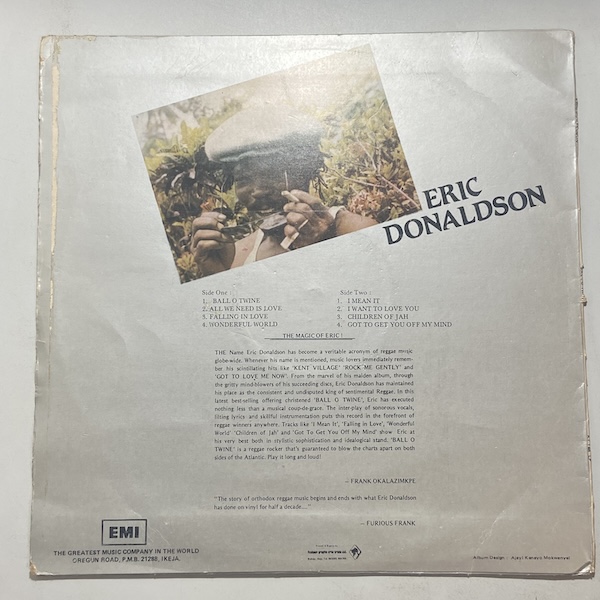 ERIC
DONALDSON
Side One :
1.. BALL O TWINE
2. ALL WE NEED IS LOVE
3. FALLING IN LOVE
4. WONDERFUL WORLD
Side Two :
1. I MEAN IT
2. I WANT TO LOVE YOU
3. CHILDREN OF JAH
4. GOT TO GET YOU OFF MY MIND
THE MAGIC OF ERIC !
THE Name Eric Donaldson has become a veritable acronym of reggae music
globe-wide. Whenever his name is mentioned, music lovers immediately remem-
ber his scintillating hits like 'KENT VILLAGE' 'ROCK ME GENTLY' and
'GOT TO LOVE ME NOW'. From the marvel of his maiden album, through
the gritty mind-blowers of his succeeding discs, Eric Donaldson has maintained
his place as the consistent and undisputed king of sentimental Reggae. In this
latest best-selling offering christened 'BALL O TWINE', Eric has executed
nothing less than a musical coup-de-grace. The inter-play of sonorous vocals,
lilting lyrics and skillful instrumentation puts this record in the forefront of
reggae winners anywhere. Tracks like 'I Mean It', 'Falling in Love', 'Wonderful
World' 'Children of Jah' and 'Got To Get You Off My Mind' show Eric at
his very best both in stylistic sophistication and idealogical stand. 'BALL O
TWINE' is a reggae rocker that's guaranteed to blow the charts apart on both
sides of the Atlantic. Play it long and loud!
– FRANK OKALAZIMKPE
"The story of orthodox reggae music begins and ends with what Eric Donaldson
has done on vinyl for half a decade..."
– FURIOUS FRANK
EMI
THE GREATEST MUSIC COMPANY IN THE WORLD
OREGUN ROAD, P.M.B. 21268, IKEJA.
Album Design –